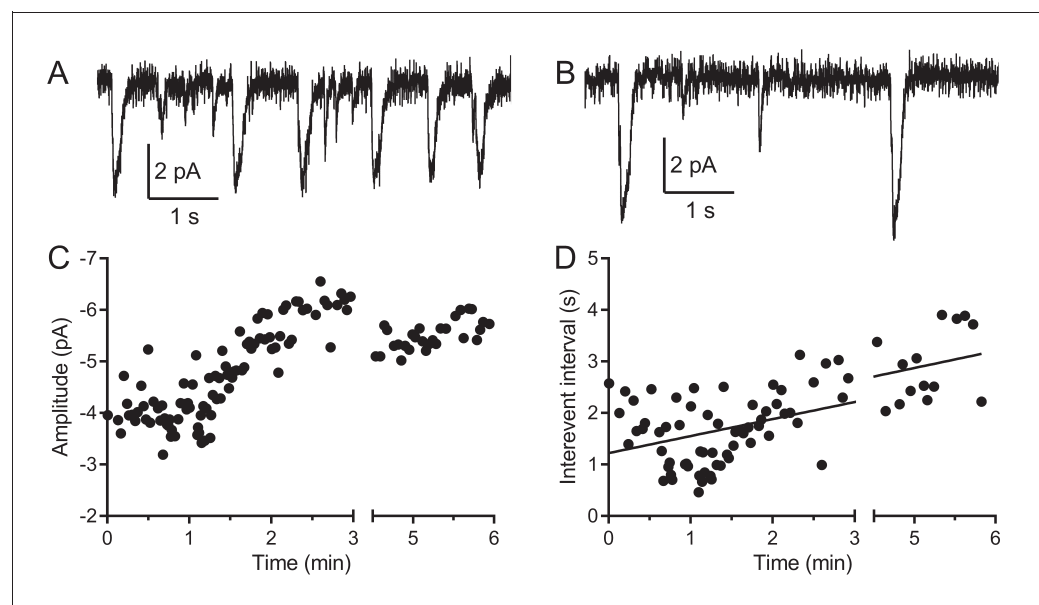 A
2 pA
1 s
B
2 pA
1 s
C
Amplitude (pA)
-7
-6
-5
-4
-3
-2
0 1 2 3 5 6
Time (min)
D
Interevent interval (s)
5
4
3
2
1
0
0 1 2 3 5 6
Time (min)